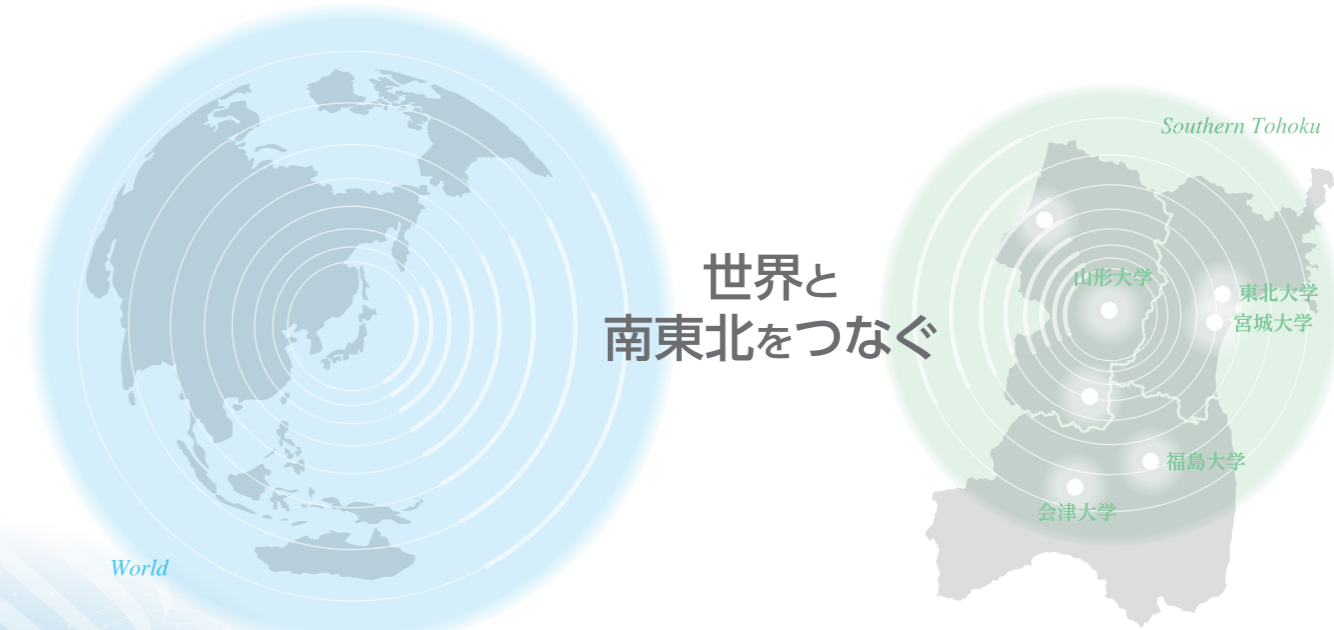 Southern Tohoku
世界と
南東北をつなぐ
山形大学
東北大学
宮城大学
福島大学
会津大学
World